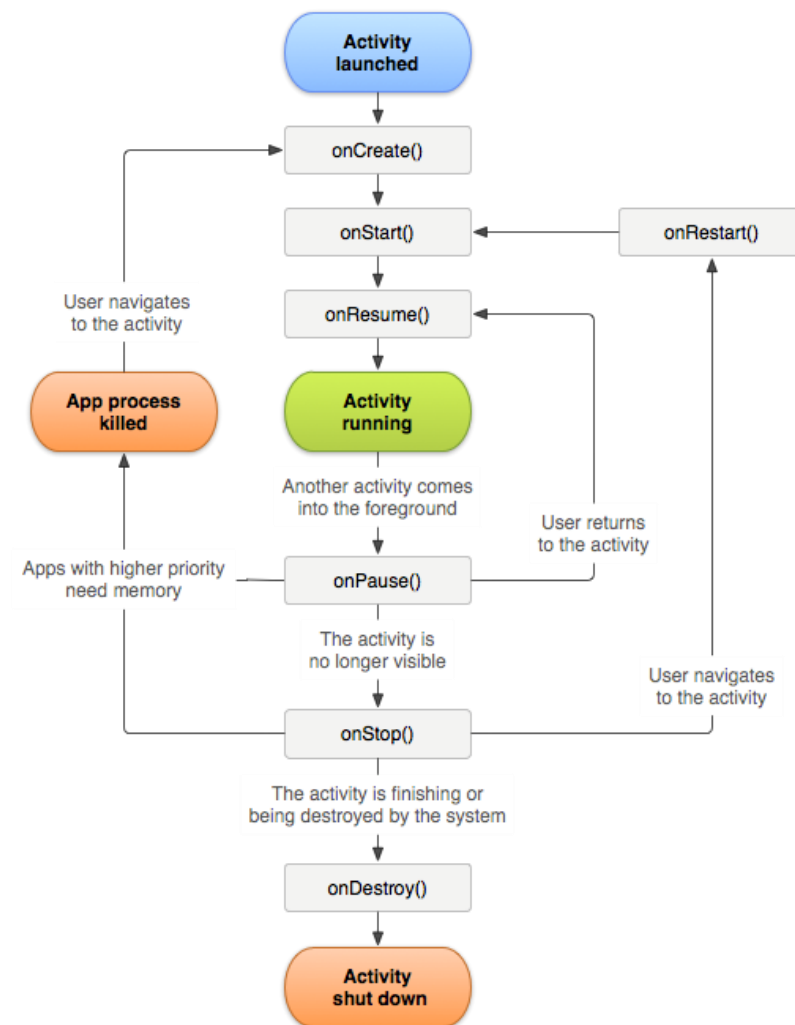 Activity
launched
onCreate()
onStart()
onRestart()
User navigates
to the activity
onResume()
App process
killed
Activity
running
Another activity comes
into the foreground
User returns
to the activity
Apps with higher priority
need memory
onPause()
The activity is
no longer visible
User navigates
to the activity
onStop()
The activity is finishing or
being destroyed by the system
onDestroy()
Activity
shut down